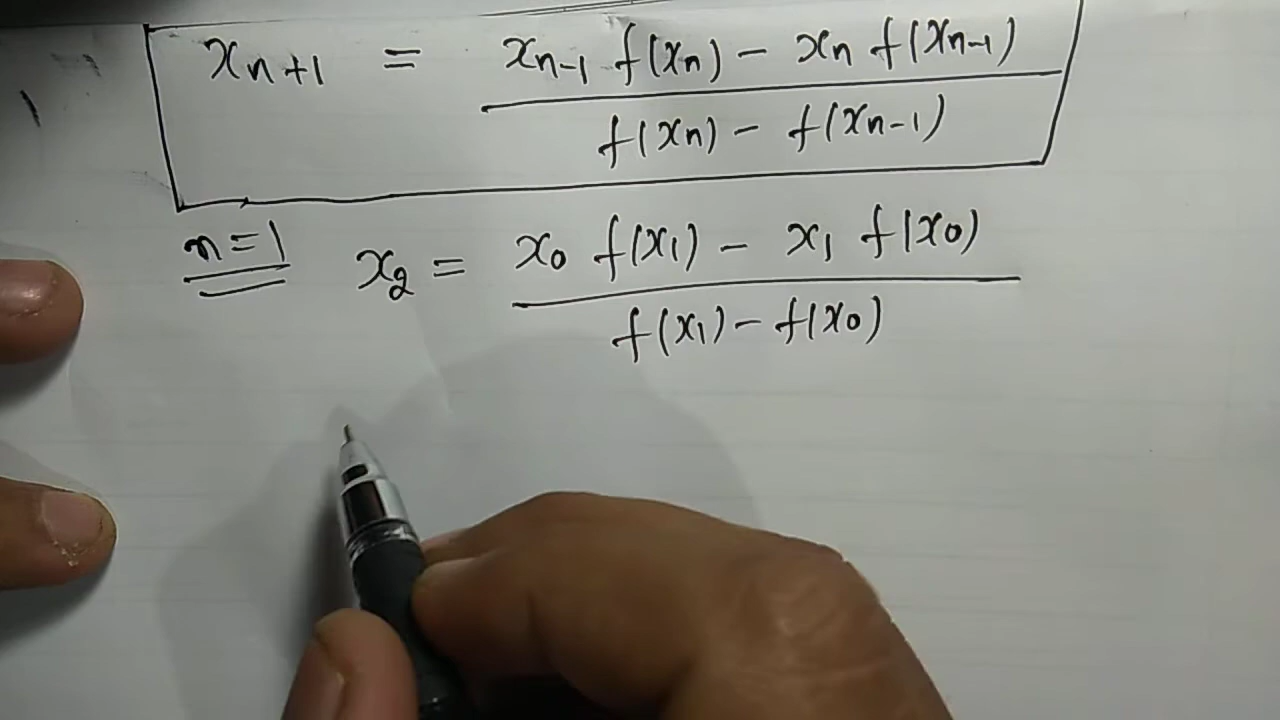 xn+1 = xn-1 f(xn) - xn f(xn-1)
f(xn) - f(xn-1)
n=1 x2 = x0 f(x1) - x1 f(x0)
f(x1) - f(x0)